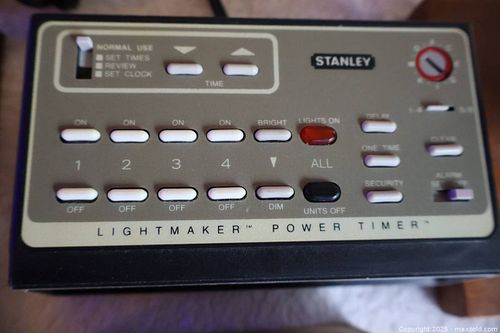 NORMAL USE
SET TIMES
REVIEW
SET CLOCK
TIME
STANLEY
ON ON ON ON BRIGHT LIGHTS ON DELAY
1 2 3 4 ALL ONE TIME
OFF OFF OFF OFF DIM UNITS OFF SECURITY
ALARM
LIGHTMAKER™ POWER TIMER™
Copyright 2025 - maxsold.com